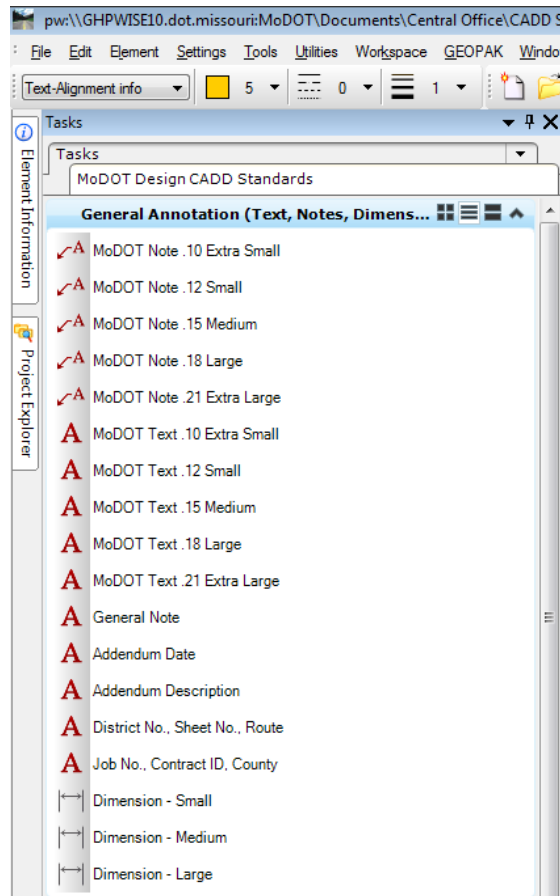 pw:\\GHPWISE10.dot.missouri:MoDOT\Documents\Central Office\CADD S
File Edit Element Settings Tools Utilities Workspace GEOPAK Windo
Text-Alignment info 5 0 1
Tasks
Tasks
MoDOT Design CADD Standards
General Annotation (Text, Notes, Dimens...
Element Information
Project Explorer
MoDOT Note .10 Extra Small
MoDOT Note .12 Small
MoDOT Note .15 Medium
MoDOT Note .18 Large
MoDOT Note .21 Extra Large
MoDOT Text .10 Extra Small
MoDOT Text .12 Small
MoDOT Text .15 Medium
MoDOT Text .18 Large
MoDOT Text .21 Extra Large
General Note
Addendum Date
Addendum Description
District No., Sheet No., Route
Job No., Contract ID, County
Dimension - Small
Dimension - Medium
Dimension - Large